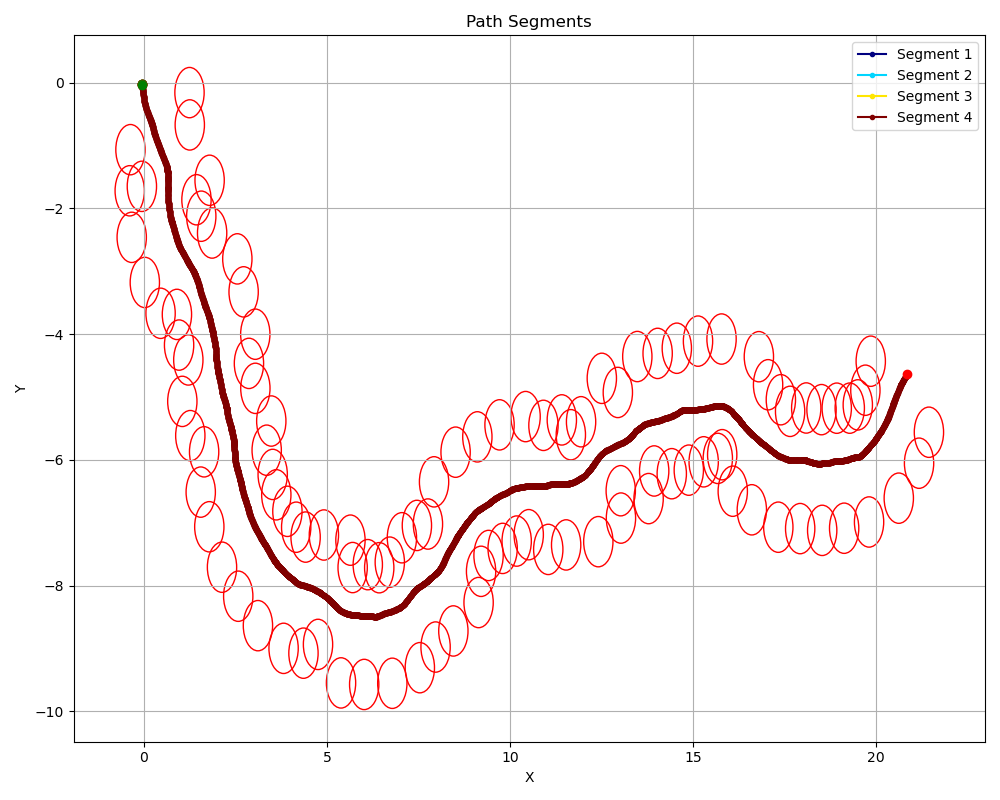 Path Segments
Segment 1
Segment 2
Segment 3
Segment 4
0
−2
−4
−6
−8
−10
Y
0 5 10 15 20
X